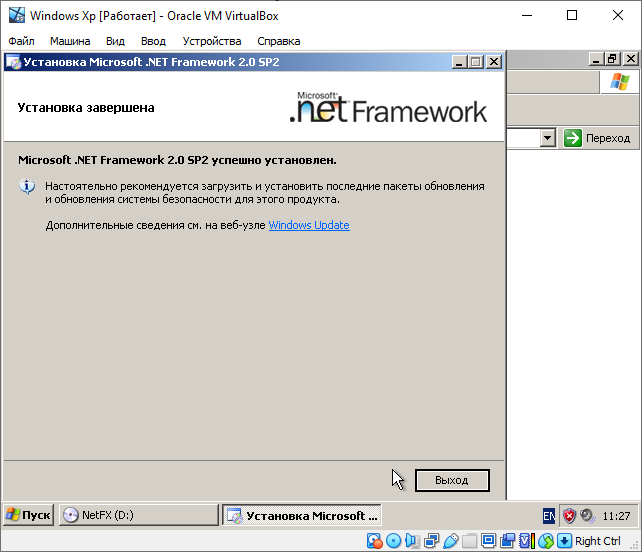 Windows Xp [Работает] - Oracle VM VirtualBox
Файл Машина Вид Ввод Устройства Справка
Установка Microsoft .NET Framework 2.0 SP2
Установка завершена
Microsoft
.net Framework
Переход
Microsoft .NET Framework 2.0 SP2 успешно установлен.
Настоятельно рекомендуется загрузить и установить последние пакеты обновления
и обновления системы безопасности для этого продукта.
Дополнительные сведения см. на веб-узле Windows Update
Выход
Пуск NetFX (D:) Установка Microsoft ... EN 11:27
Right Ctrl